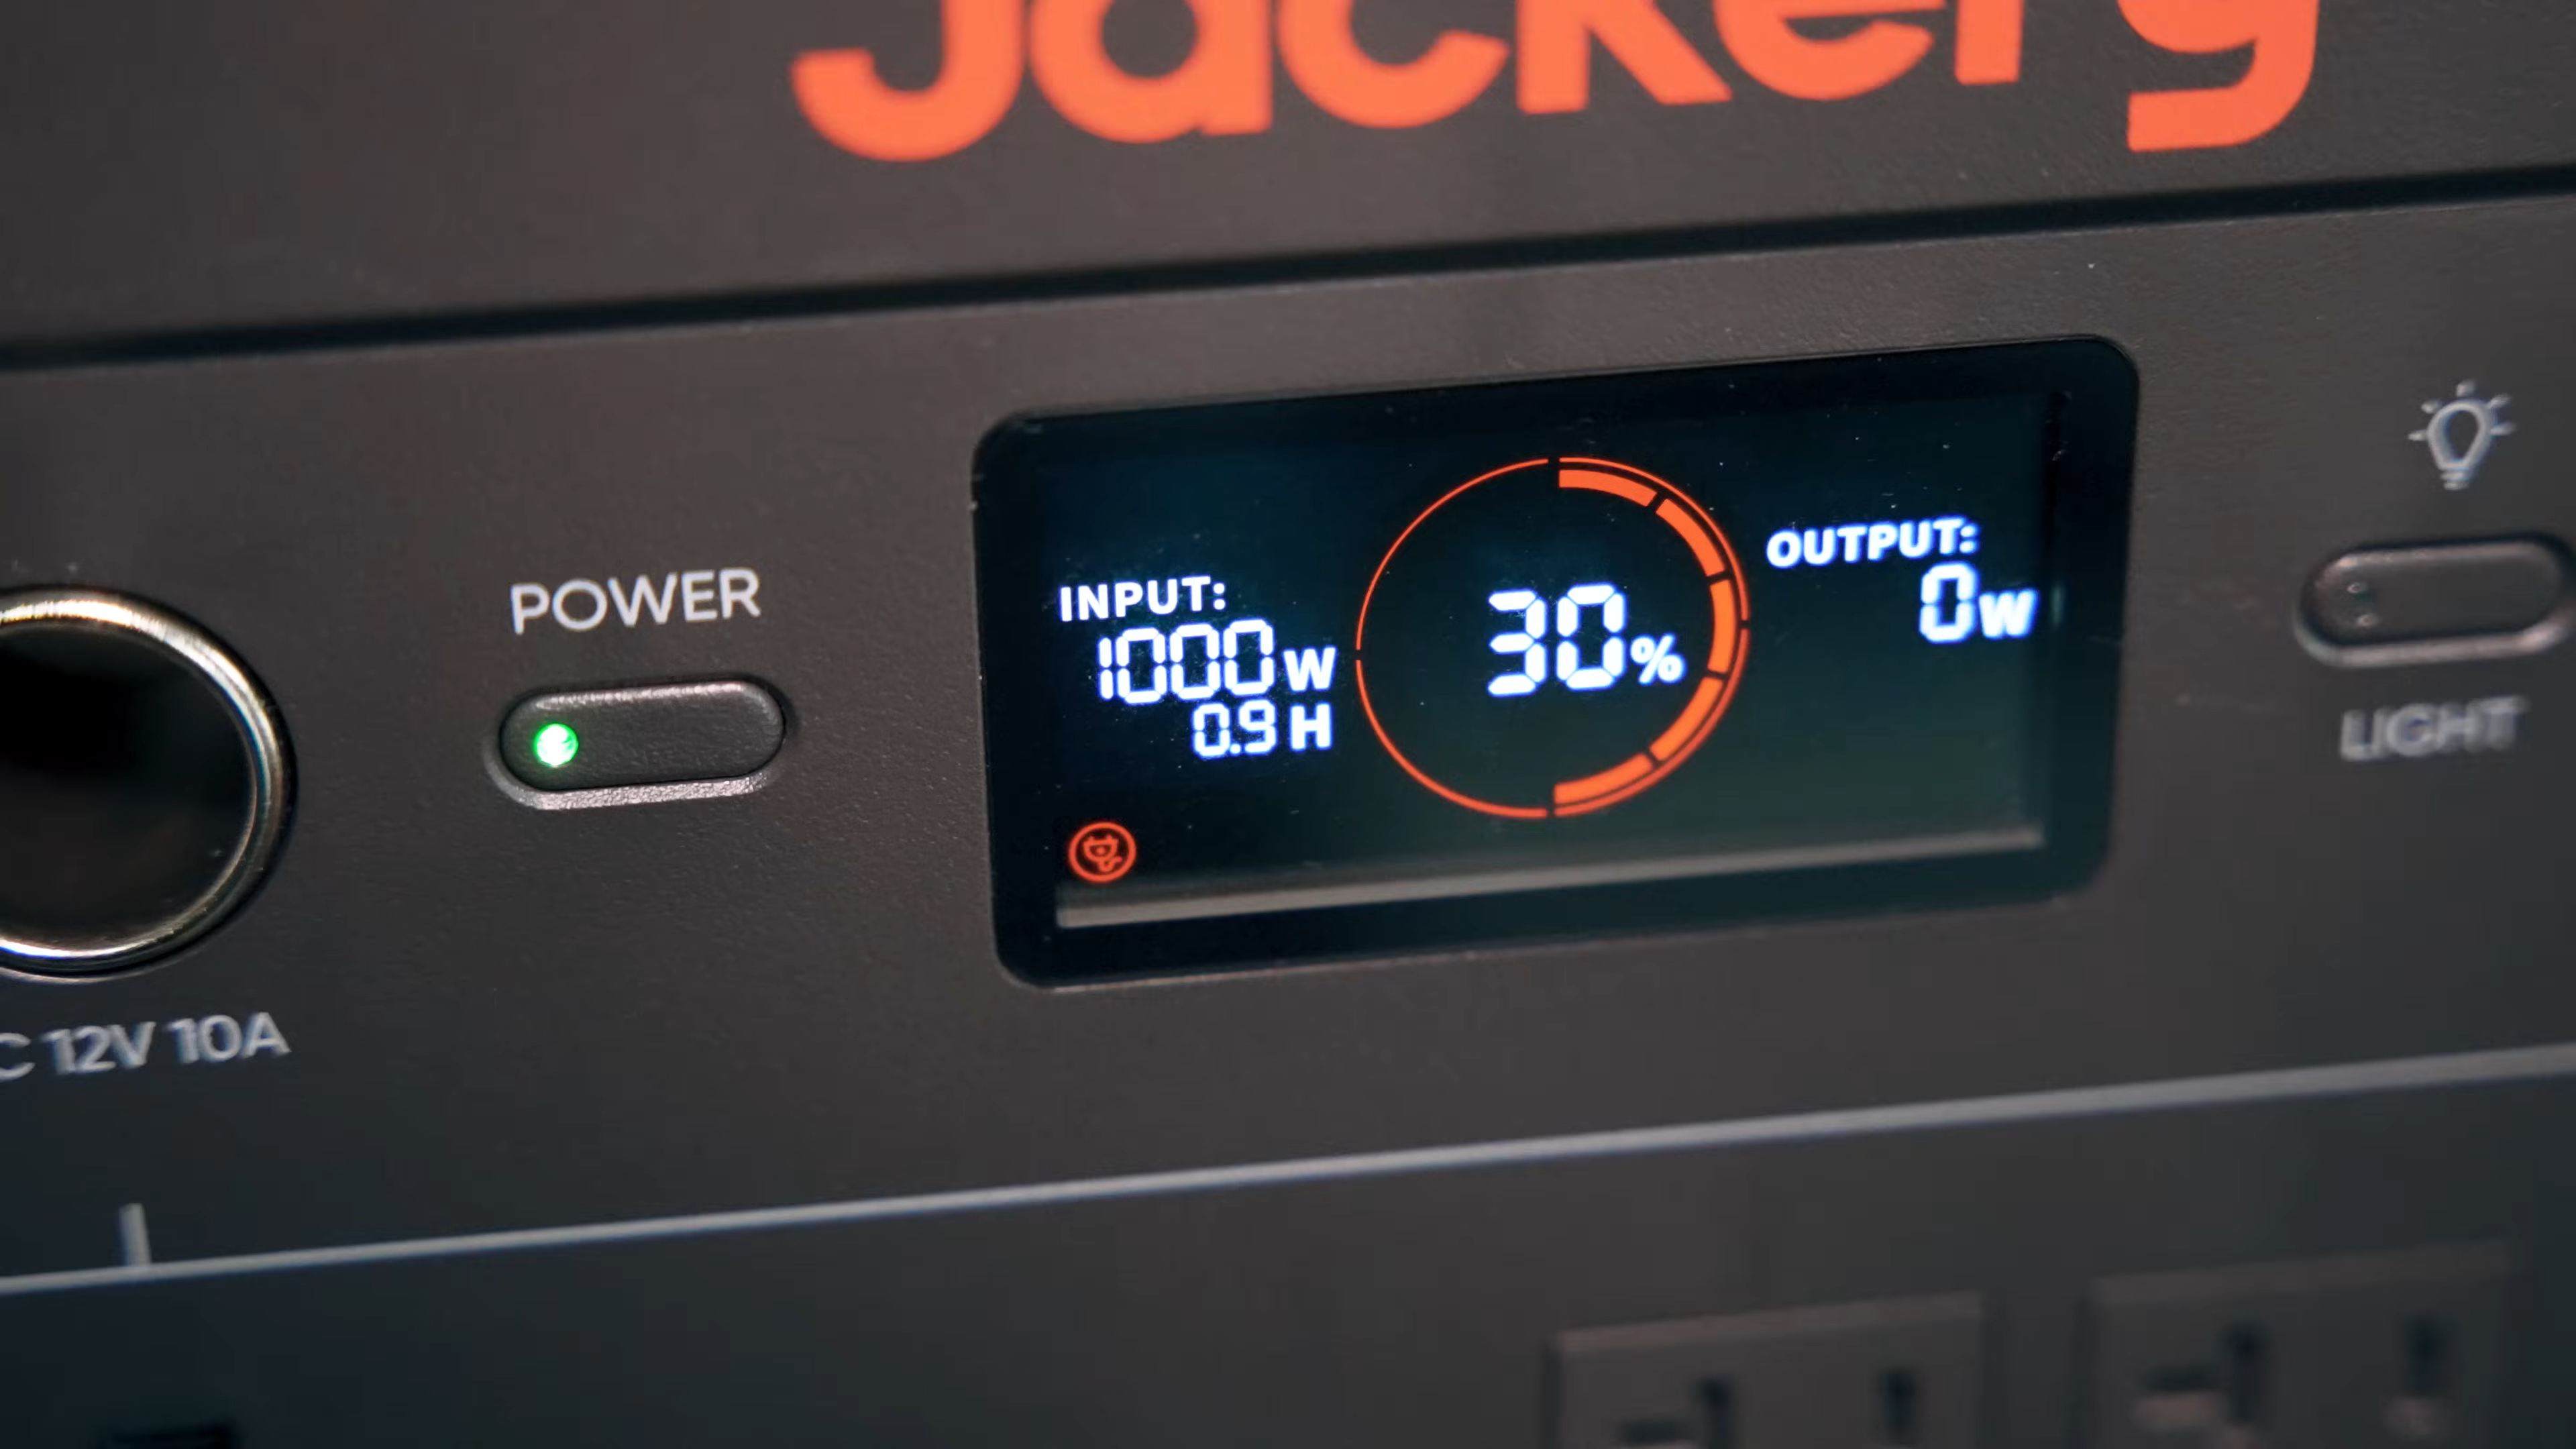 Jackery
POWER
INPUT:
1000W
0.9H
30%
OUTPUT:
0W
LIGHT
C 12V 10A